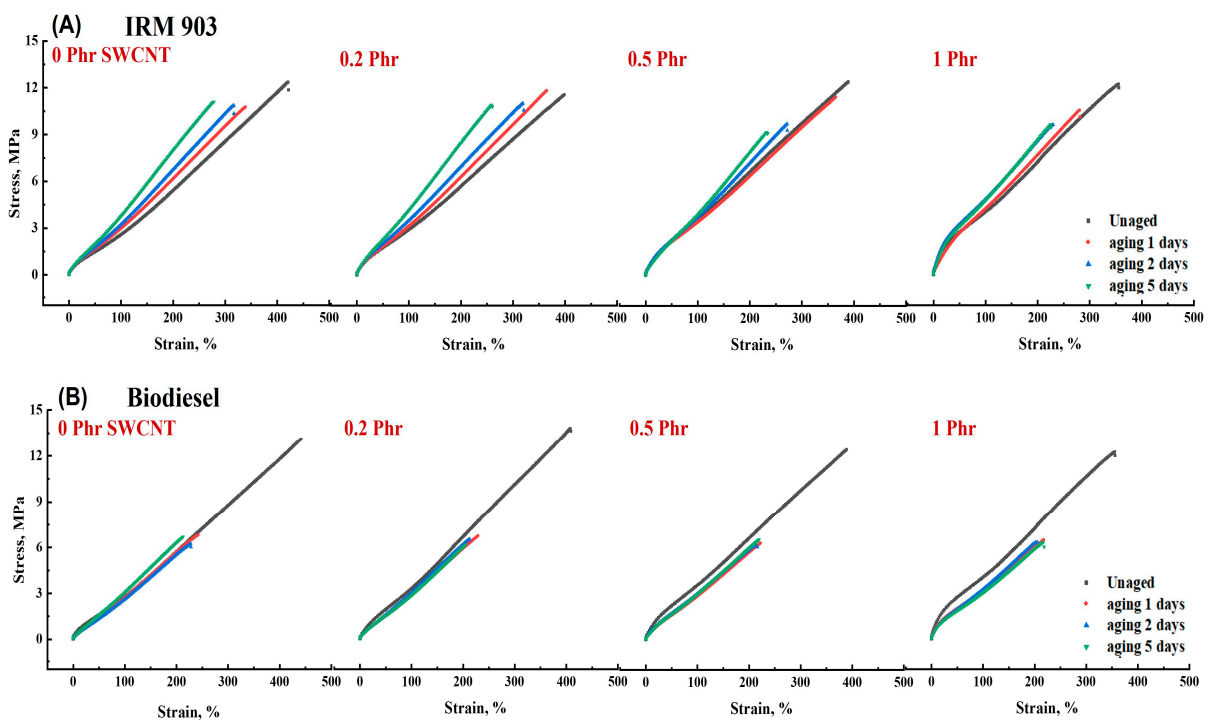 (A) IRM 903
0 Phr SWCNT
0.2 Phr
0.5 Phr
1 Phr
15
12
9
6
3
0
Stress, MPa
Unaged
aging 1 days
aging 2 days
aging 5 days
0 100 200 300 400 500
0 100 200 300 400 500
0 100 200 300 400 500
0 100 200 300 400 500
Strain, %
Strain, %
Strain, %
Strain, %
(B) Biodiesel
0 Phr SWCNT
0.2 Phr
0.5 Phr
1 Phr
15
12
9
6
3
0
Stress, MPa
Unaged
aging 1 days
aging 2 days
aging 5 days
0 100 200 300 400 500
0 100 200 300 400 500
0 100 200 300 400 500
0 100 200 300 400 500
Strain, %
Strain, %
Strain, %
Strain, %